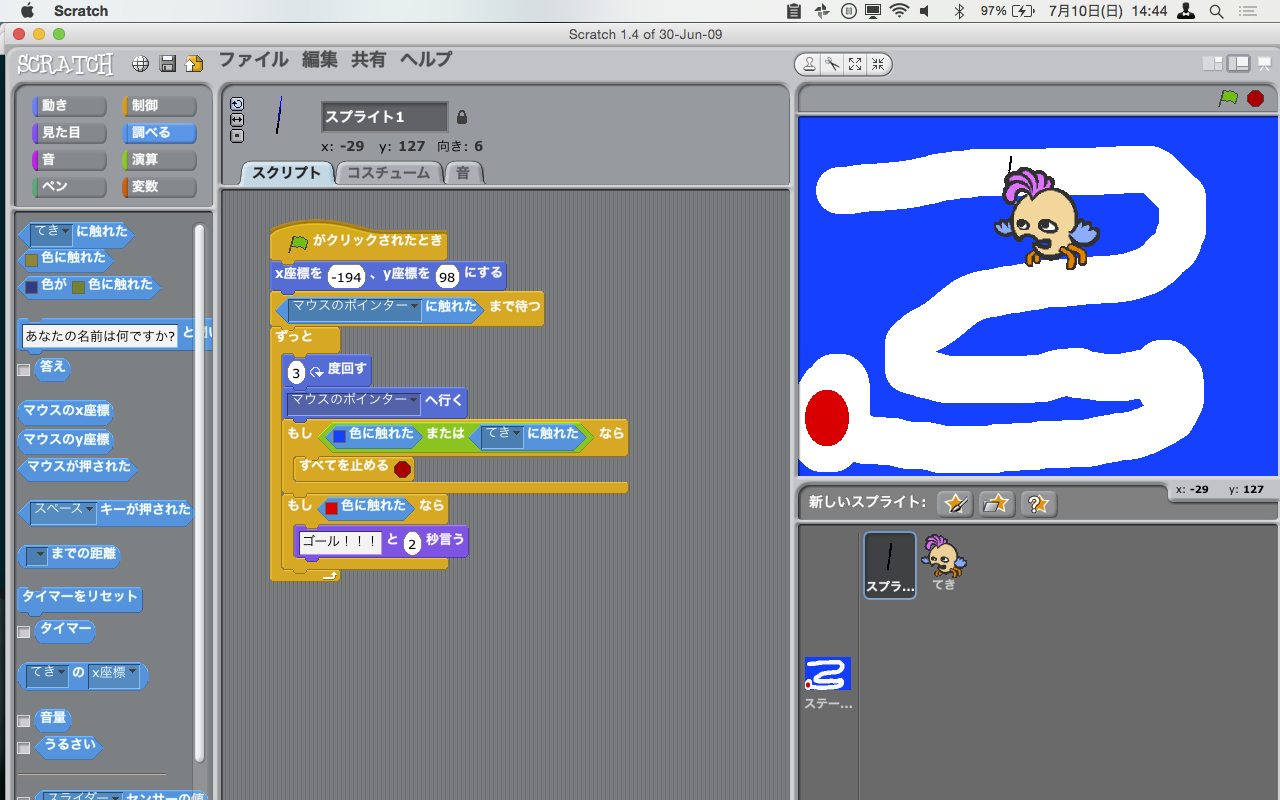 Scratch
97%
7月10日(日) 14:44
Scratch 1.4 of 30-Jun-09
SCRATCH
ファイル 編集 共有 ヘルプ
動き 制御
見た目 調べる
音 演算
ペン 変数
スプライト1
x: -29 y: 127 向き: 6
スクリプト コスチューム 音
てき に触れた
色に触れた
色が 色に触れた
あなたの名前は何ですか? と
答え
マウスのx座標
マウスのy座標
マウスが押された
スペース キーが押された
までの距離
タイマーをリセット
タイマー
てき の x座標
音量
うるさい
スライダー センサーの値
がクリックされたとき
x座標を -194 、y座標を 98 にする
マウスのポインター に触れた まで待つ
ずっと
3 度回す
マウスのポインター へ行く
もし 色に触れた または てき に触れた なら
すべてを止める
もし 色に触れた なら
ゴール！！！ と 2 秒言う
x: -29 y: 127
新しいスプライト:
スプラ...
てき
ステー...